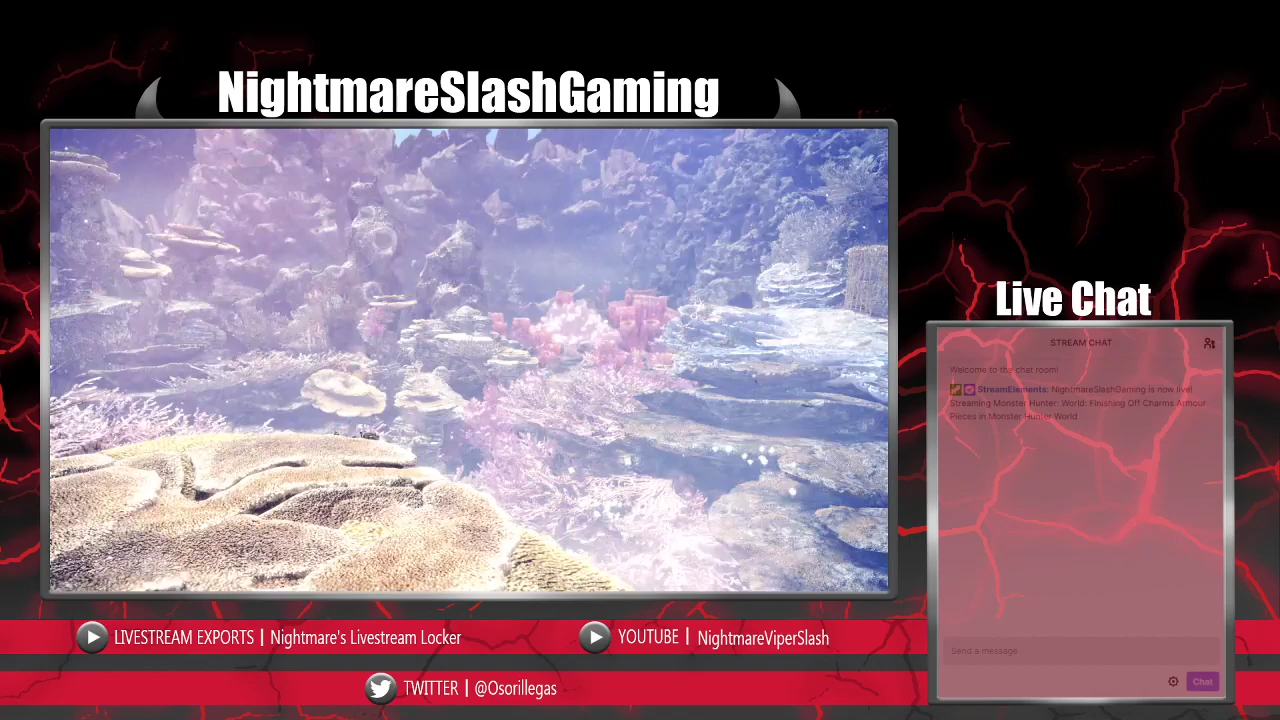 NightmareSlashGaming
Live Chat
STREAM CHAT
Welcome to the chat room!
StreamElements: NightmareSlashGaming is now live!
Streaming Monster Hunter: World: Finishing Off Charms Armour
Pieces in Monster Hunter World
Send a message
Chat
LIVESTREAM EXPORTS | Nightmare's Livestream Locker
YOUTUBE | NightmareViperSlash
TWITTER | @Osorillegas